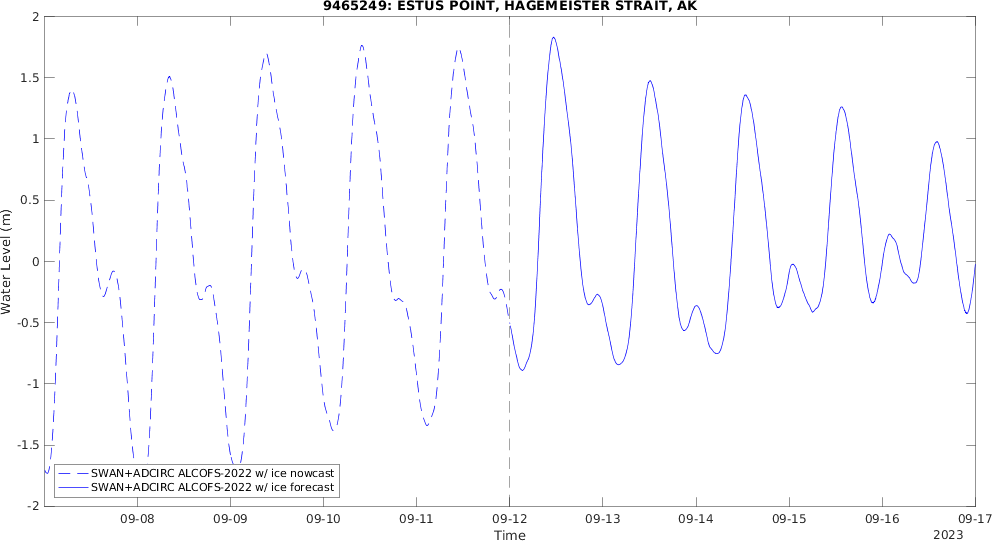 9465249: ESTUS POINT, HAGEMEISTER STRAIT, AK
2
1.5
1
0.5
0
-0.5
-1
-1.5
-2
Water Level (m)
SWAN+ADCIRC ALCOFS-2022 w/ ice nowcast
SWAN+ADCIRC ALCOFS-2022 w/ ice forecast
09-08 09-09 09-10 09-11 09-12 09-13 09-14 09-15 09-16 09-17
Time
2023